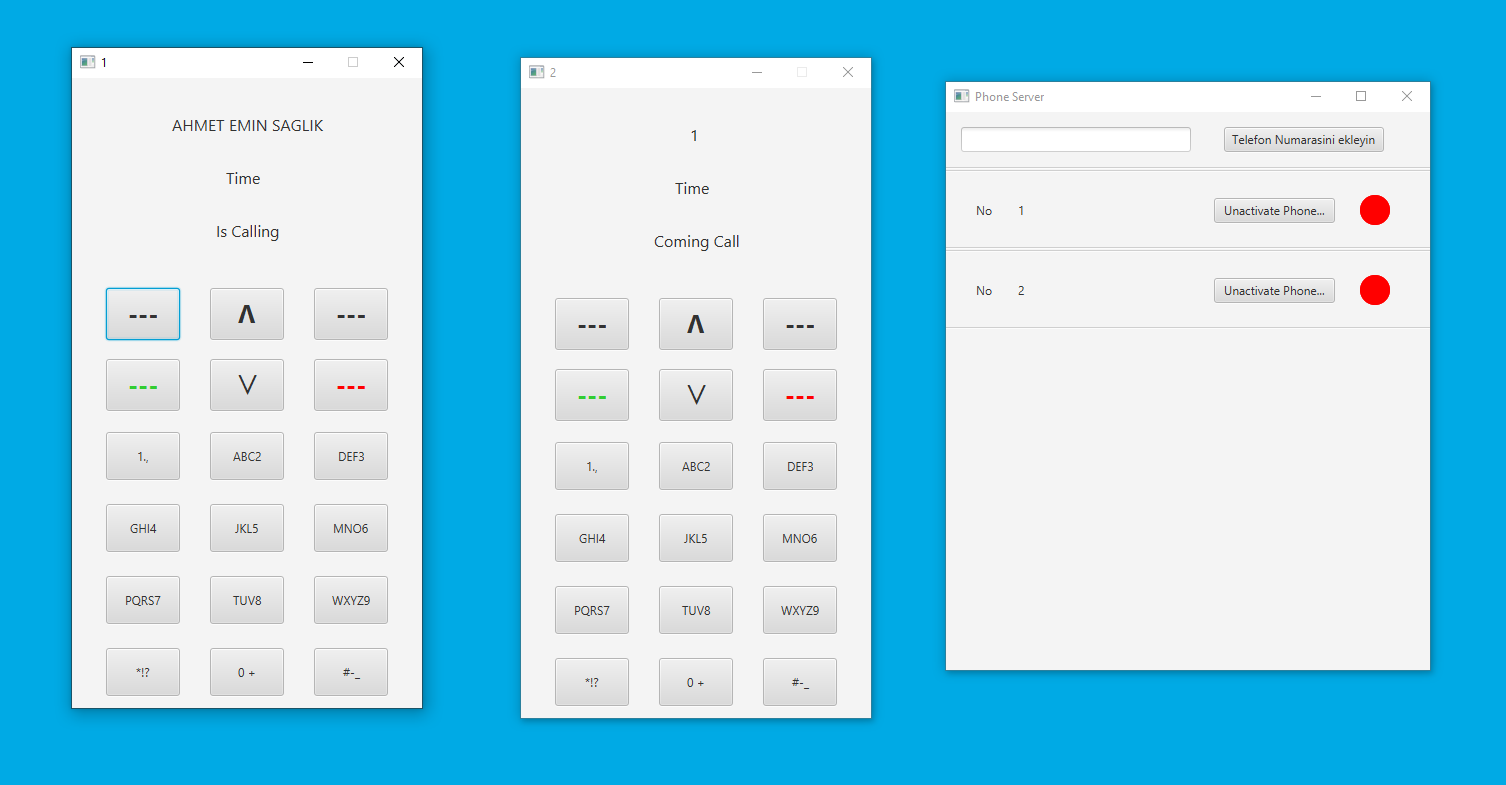 1
AHMET EMIN SAGLIK
Time
Is Calling
--- Λ ---
--- V ---
1., ABC2 DEF3
GHI4 JKL5 MNO6
PQRS7 TUV8 WXYZ9
*!? 0 + #-_
2
1
Time
Coming Call
--- Λ ---
--- V ---
1., ABC2 DEF3
GHI4 JKL5 MNO6
PQRS7 TUV8 WXYZ9
*!? 0 + #-_
Phone Server
Telefon Numarasini ekleyin
No 1 Unactivate Phone...
No 2 Unactivate Phone...